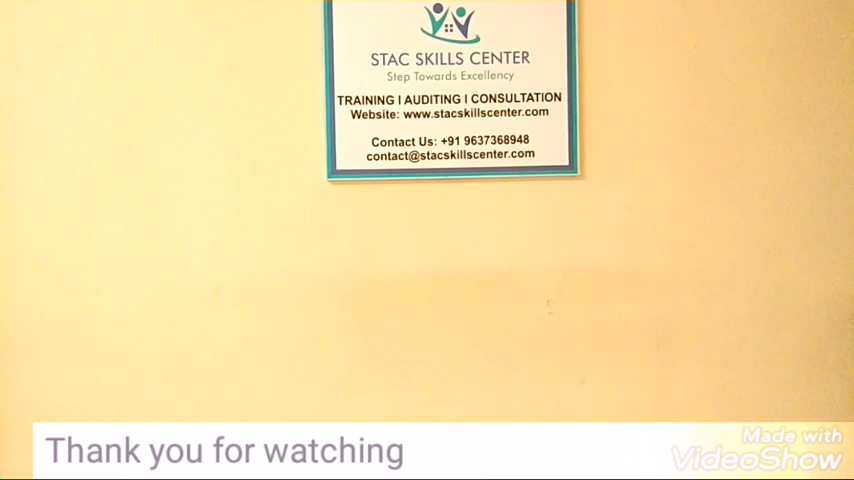 STAC SKILLS CENTER
Step Towards Excellency
TRAINING I AUDITING I CONSULTATION
Website: www.stacskillscenter.com
Contact Us: +91 9637368948
contact@stacskillscenter.com
Thank you for watching
Made with
VideoShow